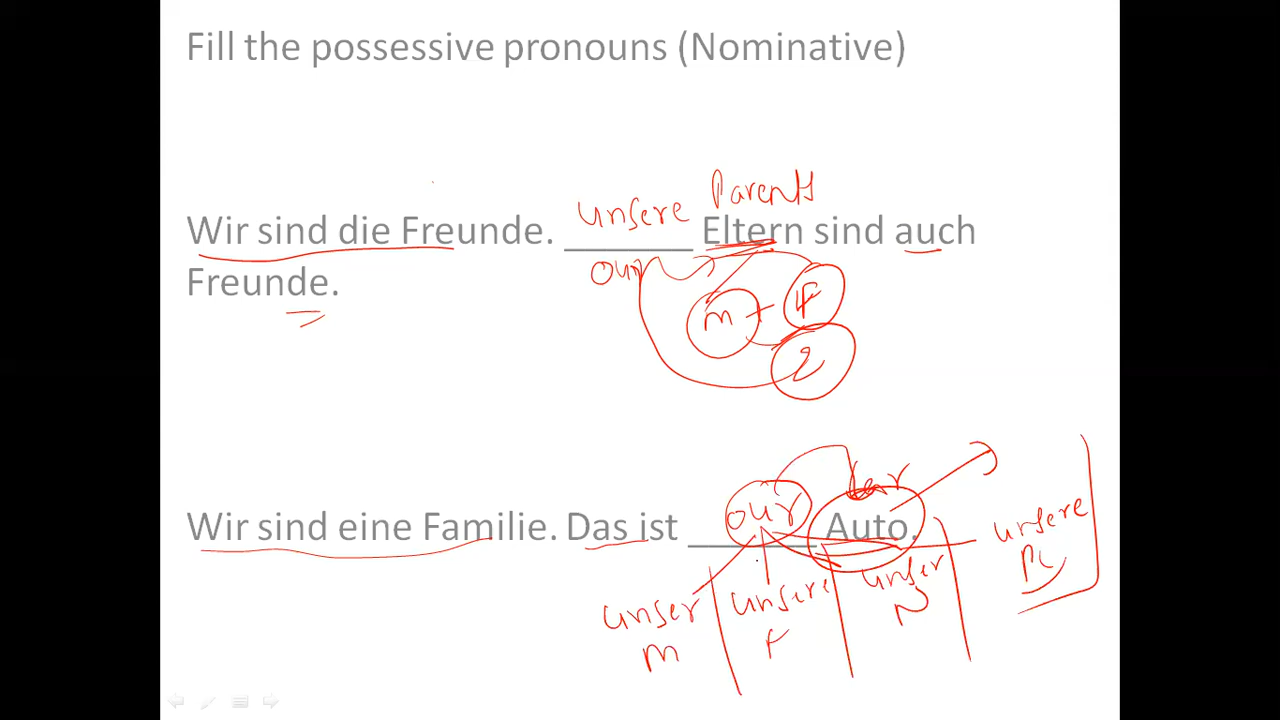 Fill the possessive pronouns (Nominative)
unsere Parents
Wir sind die Freunde. ________ Eltern sind auch
our
Freunde.
m + F
2
our car
Wir sind eine Familie. Das ist ________ Auto.
unser unsere unser unsere
m F N PL